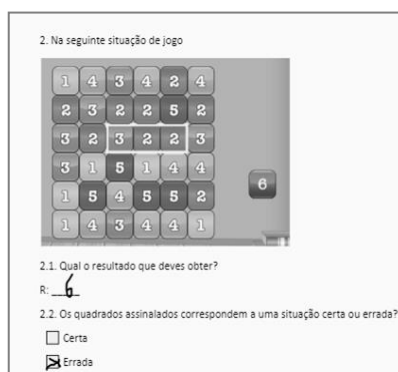 2. Na seguinte situação de jogo
1 4 3 4 2 4
2 3 2 2 5 2
3 2 3 2 2 3
3 1 5 1 4 4
1 5 4 5 5 2
1 4 3 4 4 1
6
2.1. Qual o resultado que deves obter?
R: 6
2.2. Os quadrados assinalados correspondem a uma situação certa ou errada?
Certa
Errada